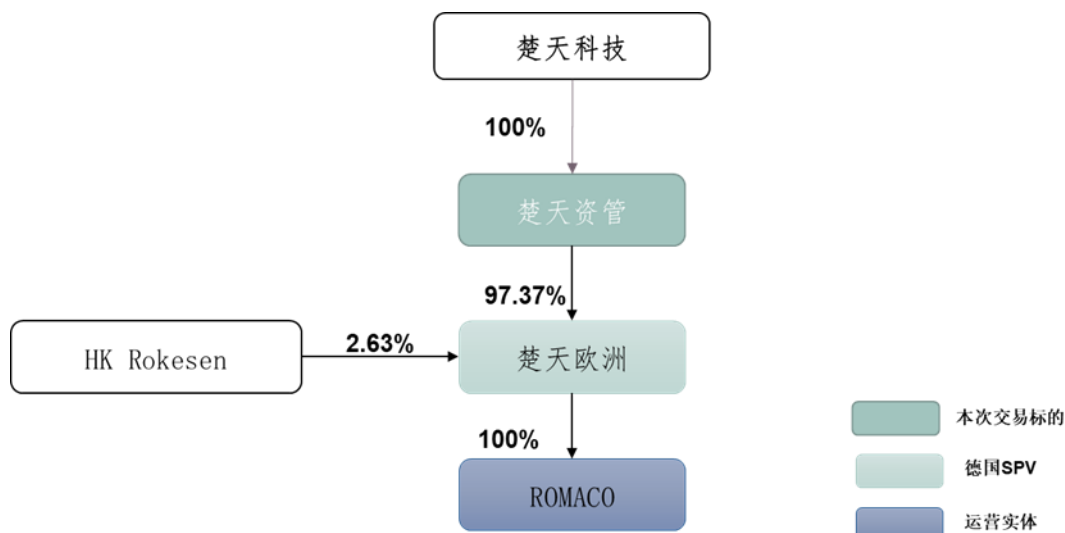 楚天科技
100%
楚天资管
97.37%
HK Rokesen
2.63%
楚天欧洲
100%
ROMACO
本次交易标的
德国SPV
运营实体